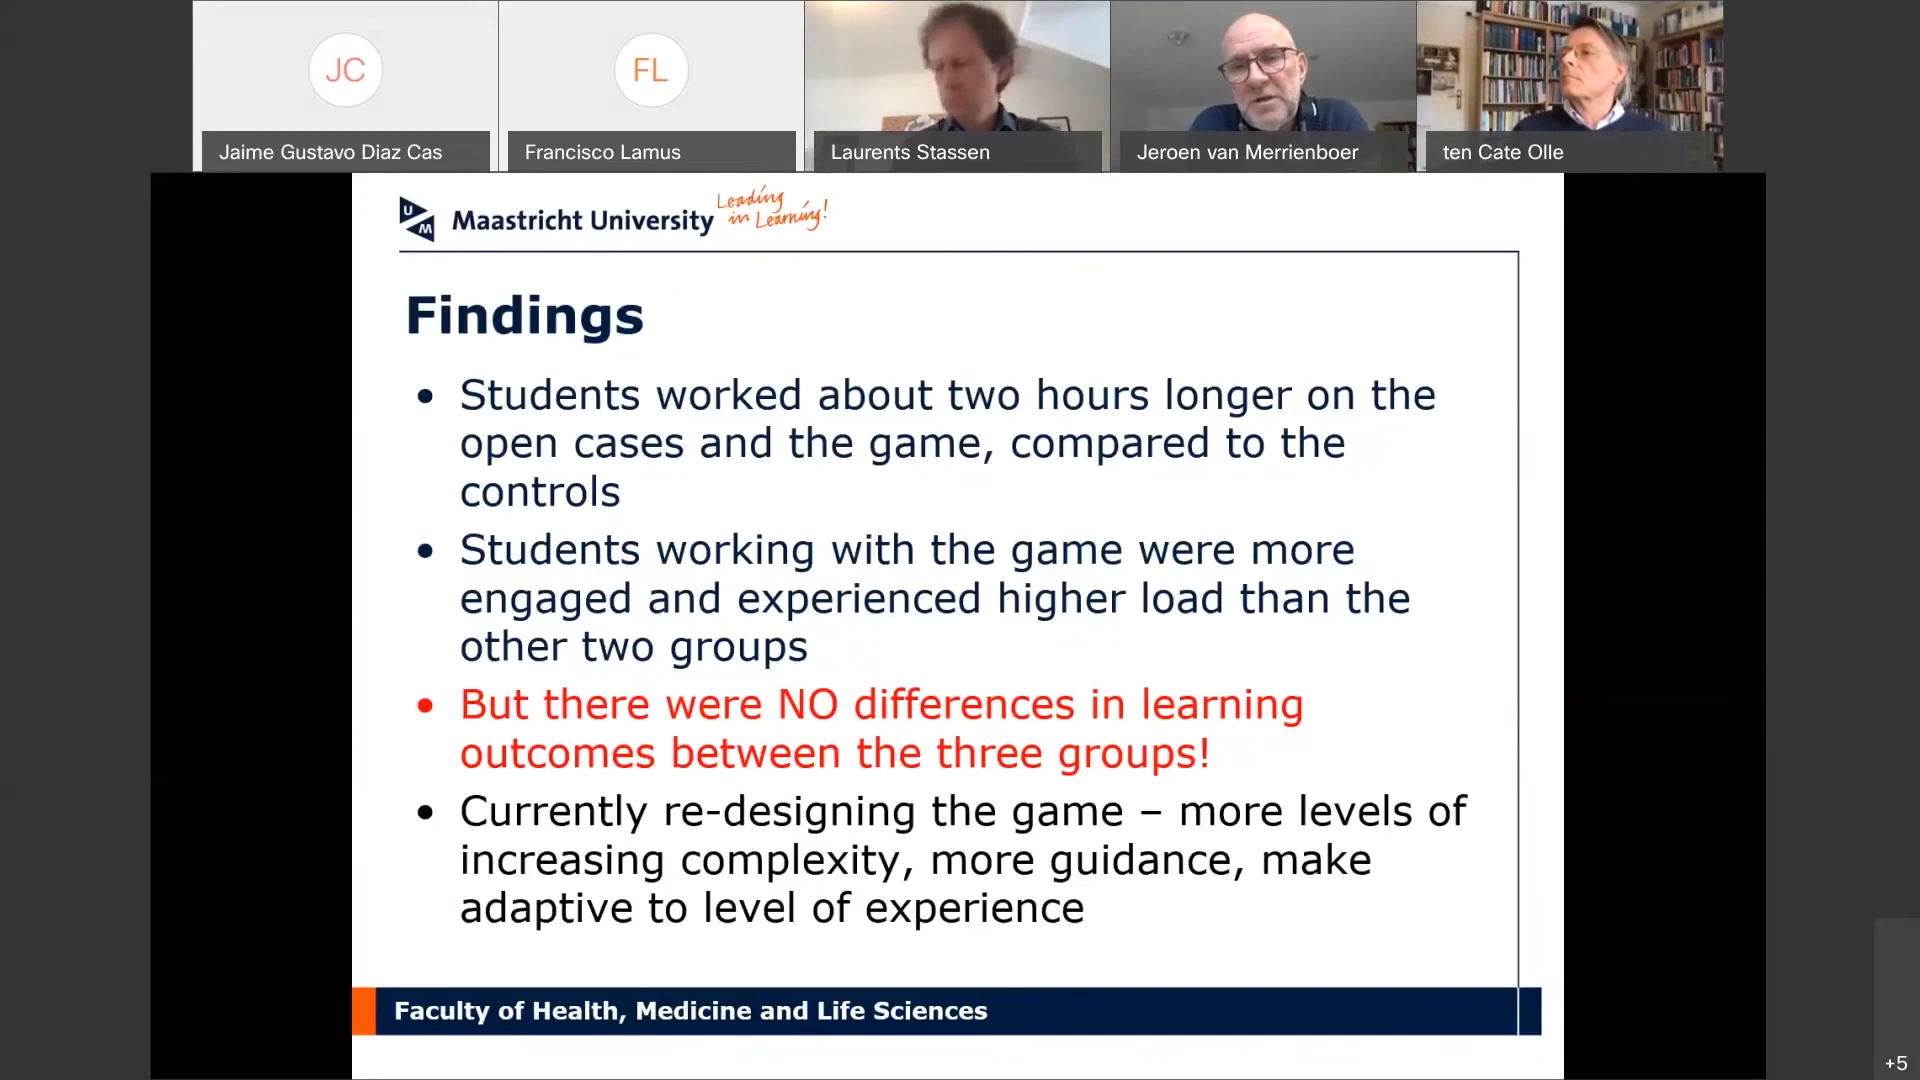 JC
FL
Jaime Gustavo Diaz Cas
Francisco Lamus
Laurents Stassen
Jeroen van Merrienboer
ten Cate Olle
UM
Maastricht University
Leading
in Learning!
Findings
• Students worked about two hours longer on the
open cases and the game, compared to the
controls
• Students working with the game were more
engaged and experienced higher load than the
other two groups
• But there were NO differences in learning
outcomes between the three groups!
• Currently re-designing the game – more levels of
increasing complexity, more guidance, make
adaptive to level of experience
Faculty of Health, Medicine and Life Sciences
+5